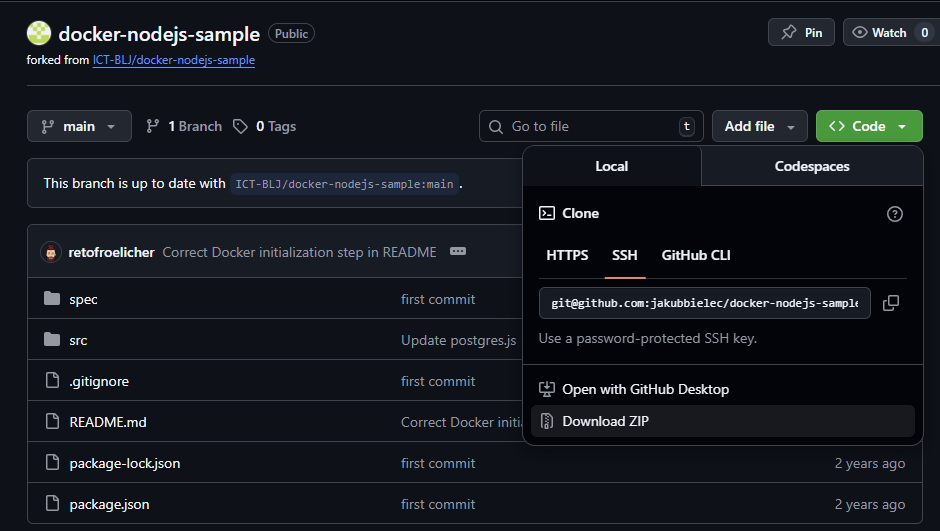 docker-nodejs-sample Public Pin Watch 0
forked from ICT-BLJ/docker-nodejs-sample
main 1 Branch 0 Tags Go to file t Add file <> Code
Local Codespaces
This branch is up to date with ICT-BLJ/docker-nodejs-sample:main .
Clone
HTTPS SSH GitHub CLI
retofroelicher Correct Docker initialization step in README
spec first commit
git@github.com:jakubbielec/docker-nodejs-sample
src Update postgres.js
Use a password-protected SSH key.
.gitignore first commit
Open with GitHub Desktop
README.md Correct Docker initi
Download ZIP
package-lock.json first commit 2 years ago
package.json first commit 2 years ago